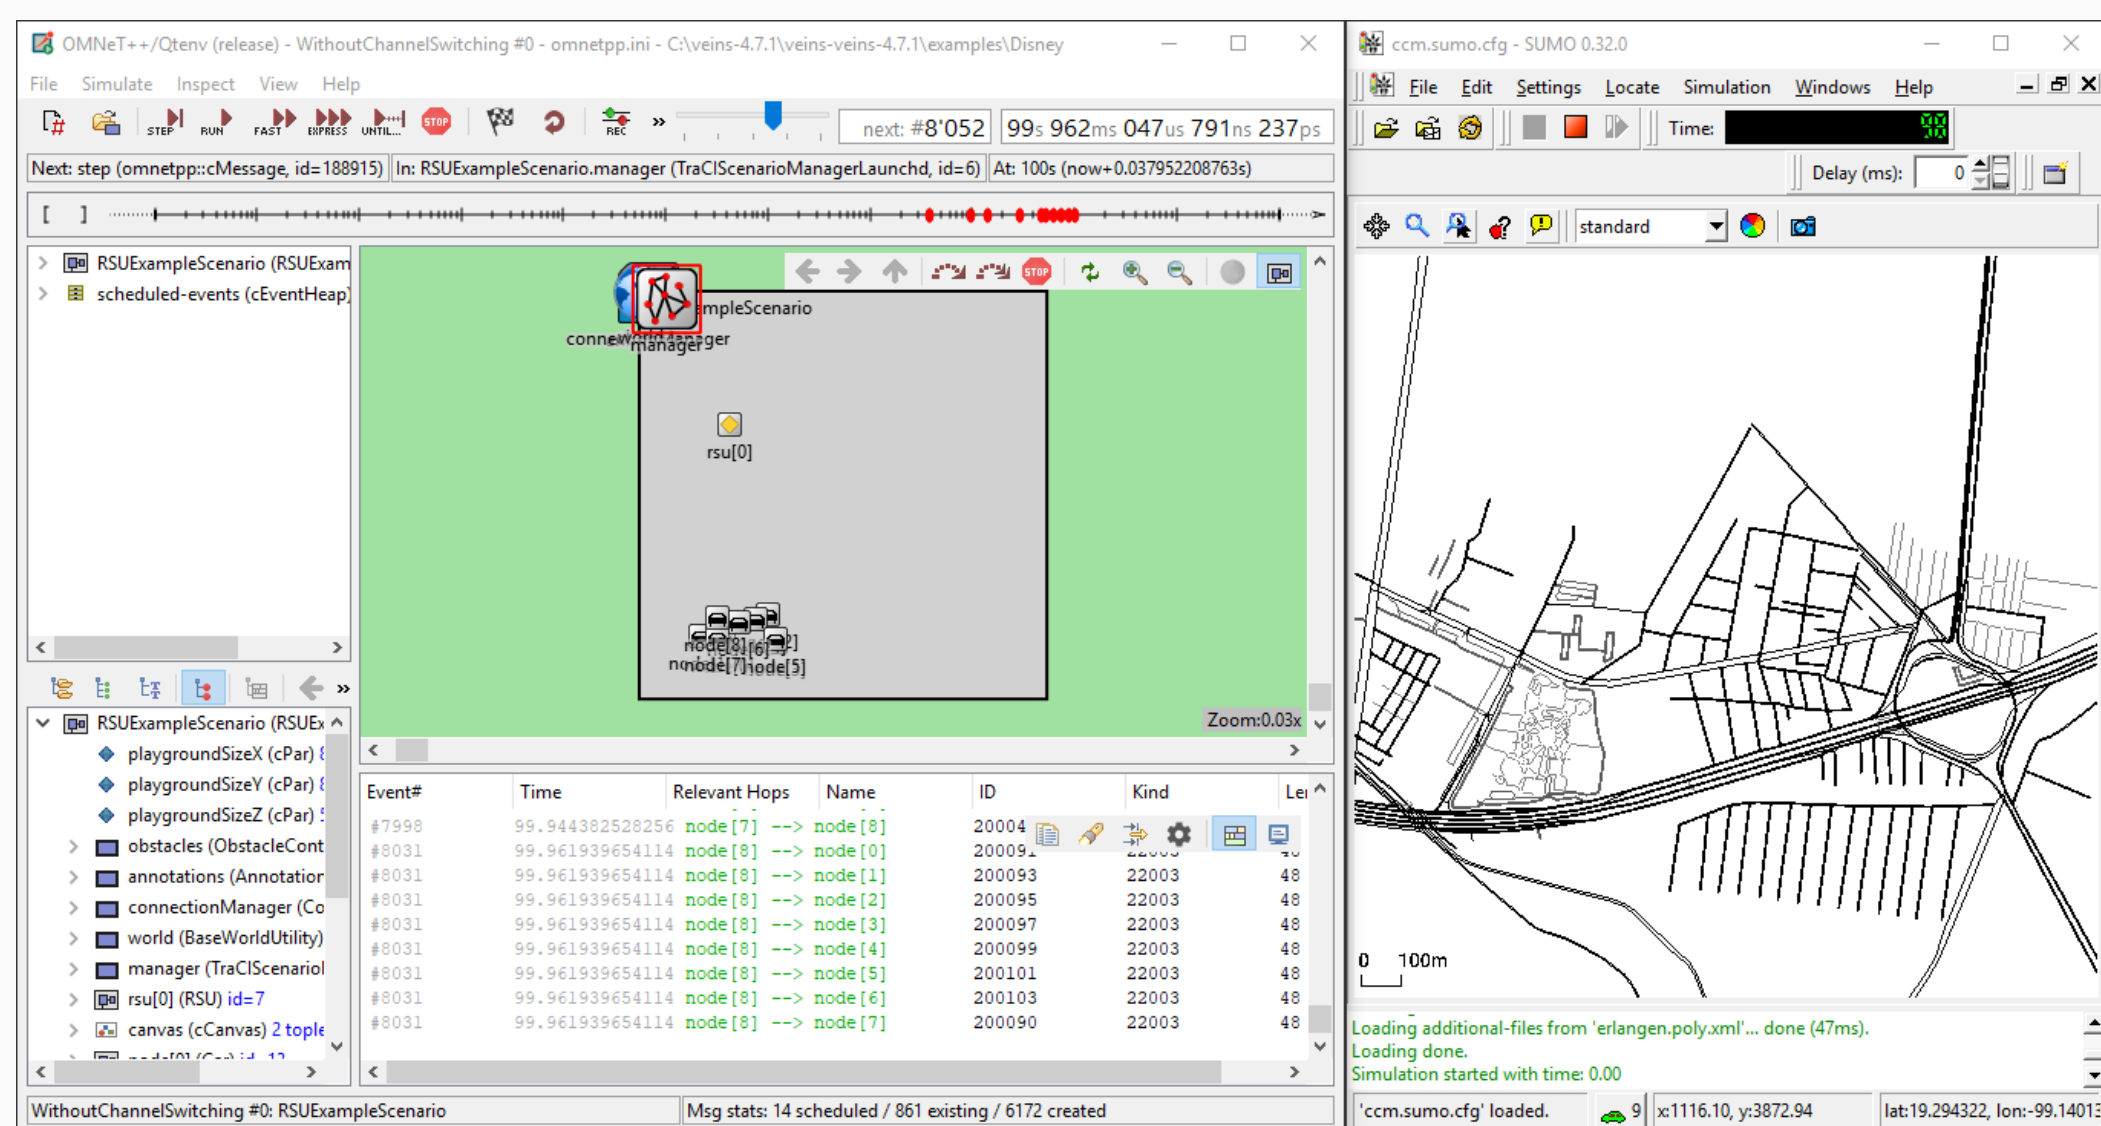 OMNeT++/Qtenv (release) - WithoutChannelSwitching #0 - omnetpp.ini - C:\veins-4.7.1\veins-veins-4.7.1\examples\Disney
File Simulate Inspect View Help
STEP RUN FAST EXPRESS UNTIL... STOP REC » next: #8'052 99s 962ms 047us 791ns 237ps
Next: step (omnetpp::cMessage, id=188915) In: RSUExampleScenario.manager (TraCIScenarioManagerLaunchd, id=6) At: 100s (now+0.037952208763s)
[ ]
RSUExampleScenario (RSUExam
scheduled-events (cEventHeap)
STOP
empleScenario
manager
rsu[0]
node[8]
node[7] node[5]
Zoom:0.03x
»
RSUExampleScenario (RSUEx
playgroundSizeX (cPar)
playgroundSizeY (cPar)
playgroundSizeZ (cPar)
obstacles (ObstacleCont
annotations (Annotation
connectionManager (Co
world (BaseWorldUtility)
manager (TraCIScenarioI
rsu[0] (RSU) id=7
canvas (cCanvas) 2 tople
Event# Time Relevant Hops Name ID Kind Ler
#7998 99.944382528256 node[7] --> node[8] 20004
#8031 99.961939654114 node[8] --> node[0] 200091 22003 48
#8031 99.961939654114 node[8] --> node[1] 200093 22003 48
#8031 99.961939654114 node[8] --> node[2] 200095 22003 48
#8031 99.961939654114 node[8] --> node[3] 200097 22003 48
#8031 99.961939654114 node[8] --> node[4] 200099 22003 48
#8031 99.961939654114 node[8] --> node[5] 200101 22003 48
#8031 99.961939654114 node[8] --> node[6] 200103 22003 48
#8031 99.961939654114 node[8] --> node[7] 200090 22003 48
WithoutChannelSwitching #0: RSUExampleScenario Msg stats: 14 scheduled / 861 existing / 6172 created
ccm.sumo.cfg - SUMO 0.32.0
File Edit Settings Locate Simulation Windows Help
Time: 98
Delay (ms): 0
standard
0 100m
Loading additional-files from 'erlangen.poly.xml'... done (47ms).
Loading done.
Simulation started with time: 0.00
'ccm.sumo.cfg' loaded. 9 x:1116.10, y:3872.94 lat:19.294322, lon:-99.14013